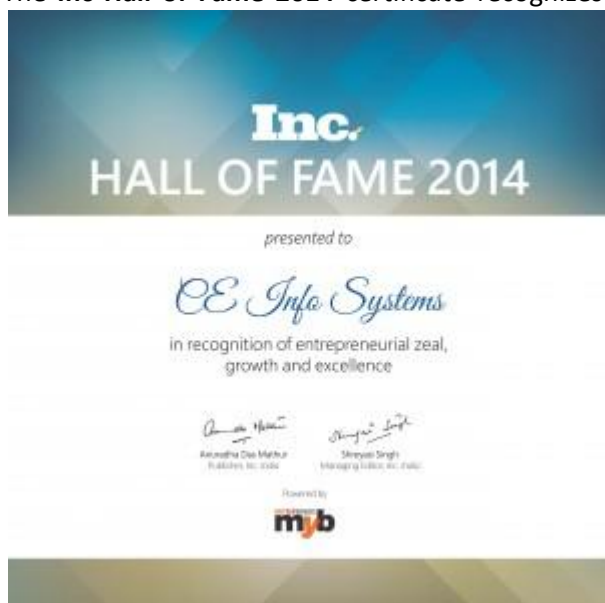 The Inc Hall of Fame 2014 certificate recognizes
Inc.
HALL OF FAME 2014
presented to
CE Info Systems
in recognition of entrepreneurial zeal,
growth and excellence
Anuradha Das Mathur
Publisher, Inc. India
Shreyasi Singh
Managing Editor, Inc. India
Powered by
myb